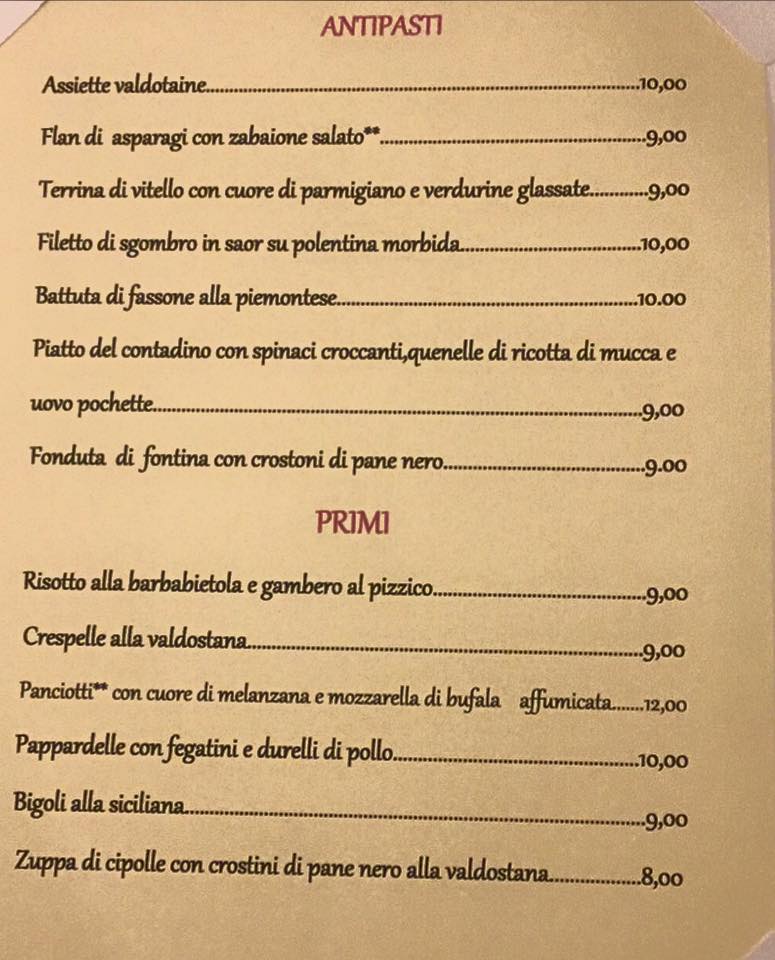 ANTIPASTI
Assiette valdotaine........................................................................10,00
Flan di asparagi con zabaione salato**.............................................9,00
Terrina di vitello con cuore di parmigiano e verdurine glassate............9,00
Filetto di sgombro in saor su polentina morbida..............................10,00
Battuta di fassone alla piemontese..................................................10.00
Piatto del contadino con spinaci croccanti,quenelle di ricotta di mucca e
uovo pochette.................................................................................9,00
Fonduta di fontina con crostoni di pane nero..................................9.00
PRIMI
Risotto alla barbabietola e gambero al pizzico....................................9,00
Crespelle alla valdostana..................................................................9,00
Panciotti** con cuore di melanzana e mozzarella di bufala affumicata.......12,00
Pappardelle con fegatini e durelli di pollo.........................................10,00
Bigoli alla siciliana...........................................................................9,00
Zuppa di cipolle con crostini di pane nero alla valdostana...............8,00